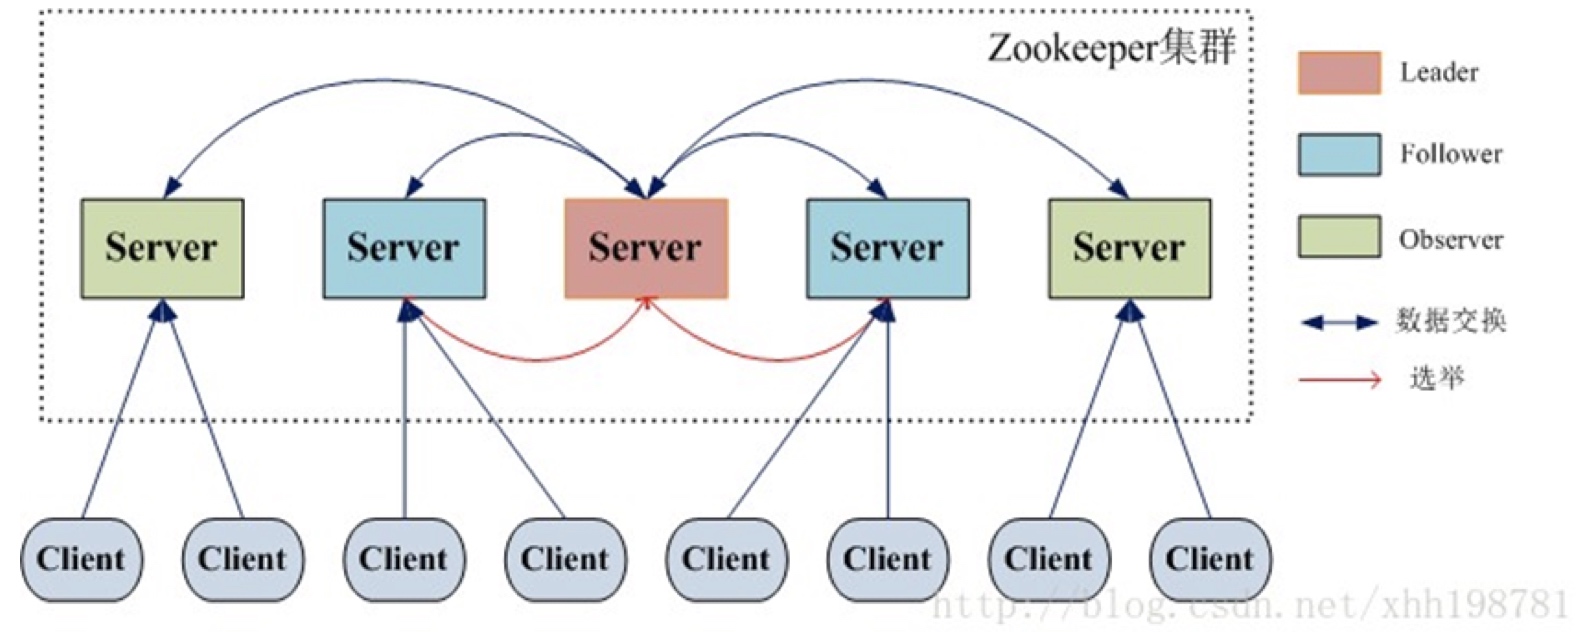 Zookeeper集群
Leader
Follower
Observer
数据交换
选举
Server
Server
Server
Server
Server
Client
Client
Client
Client
Client
Client
Client
Client
http://blog.csdn.net/xhh198781